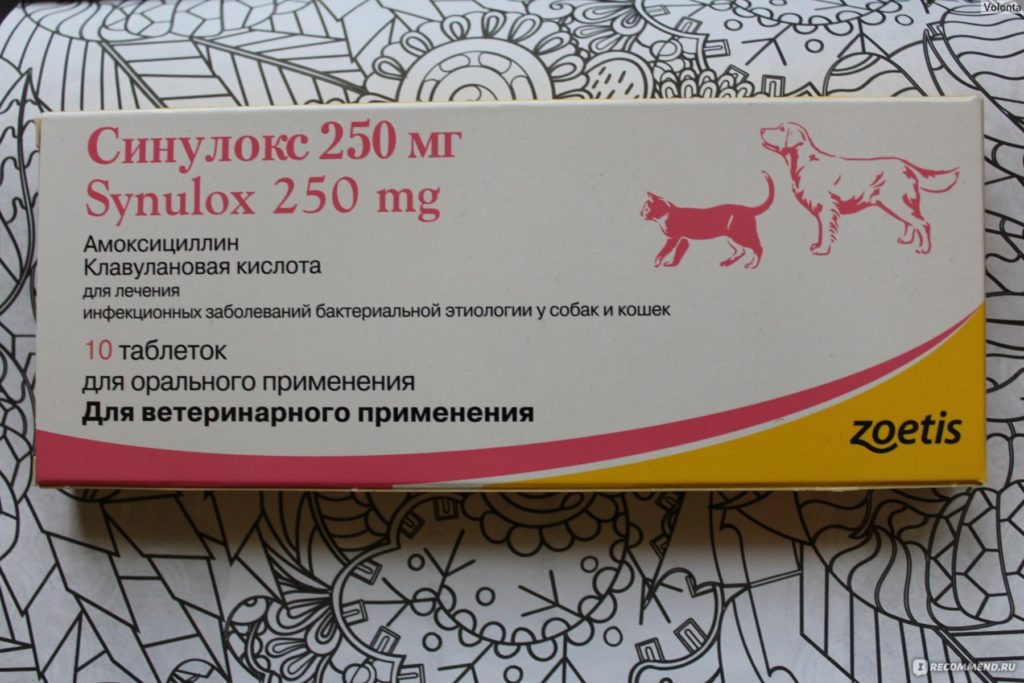 Volonta
Синулокс 250 мг
Synulox 250 mg
Амоксициллин
Клавулановая кислота
для лечения
инфекционных заболеваний бактериальной этиологии у собак и кошек
10 таблеток
для орального применения
Для ветеринарного применения
zoetis
RECOMMEND.RU